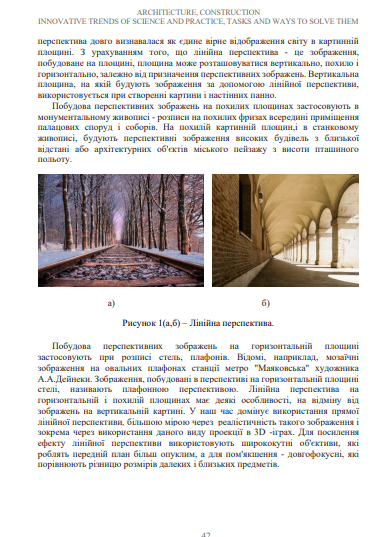 ARCHITECTURE, CONSTRUCTION
INNOVATIVE TRENDS OF SCIENCE AND PRACTICE, TASKS AND WAYS TO SOLVE THEM
перспектива довго визнавалася як єдине вірне відображення світу в картинній
площині. З урахуванням того, що лінійна перспектива - це зображення,
побудоване на площині, площина може розташовуватися вертикально, похило і
горизонтально, залежно від призначення перспективних зображень. Вертикальна
площина, на якій будують зображення за допомогою лінійної перспективи,
використовується при створенні картини і настінних панно.
Побудова перспективних зображень на похилих площинах застосовують в
монументальному живописі - розписи на похилих фризах всередині приміщення
палацових споруд і соборів. На похилій картинній площин,і в станковому
живописі, будують перспективні зображення високих будівель з близької
відстані або архітектурних об'єктів міського пейзажу з висоти пташиного
польоту.
а) б)
Рисунок 1(а,б) – Лінійна перспектива.
Побудова перспективних зображень на горизонтальній площині
застосовують при розписі стель, плафонів. Відомі, наприклад, мозаїчні
зображення на овальних плафонах станції метро "Маяковська" художника
А.А.Дейнеки. Зображення, побудовані в перспективі на горизонтальній площині
стелі, називають плафонною перспективою. Лінійна перспектива на
горизонтальній і похилій площинах має деякі особливості, на відміну від
зображень на вертикальній картині. У наш час домінує використання прямої
лінійної перспективи, більшою мірою через реалістичність такого зображення і
зокрема через використання даного виду проекції в 3D -іграх. Для посилення
ефекту лінійної перспективи використовують ширококутні об'єктиви, які
роблять передній план більш опуклим, а для пом'якшення - довгофокусні, які
порівнюють різницю розмірів далеких і близьких предметів.